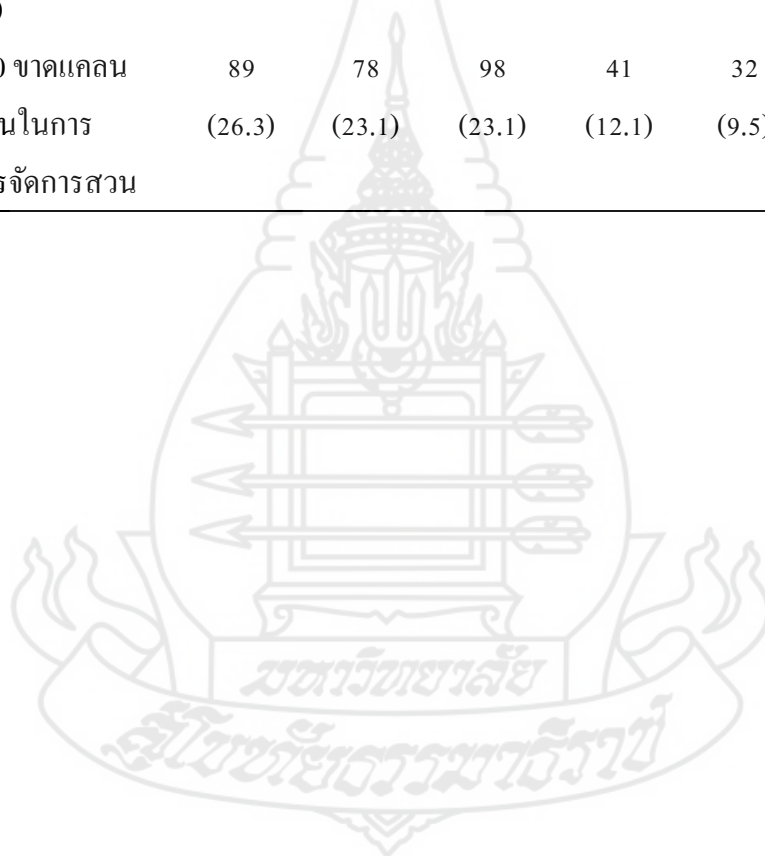 )
) ขาดแคลน 89 78 98 41 32
นในการ (26.3) (23.1) (23.1) (12.1) (9.5)
รจัดการสวน
มหาวิทยาลัย
สุโขทัยธรรมาธิราช